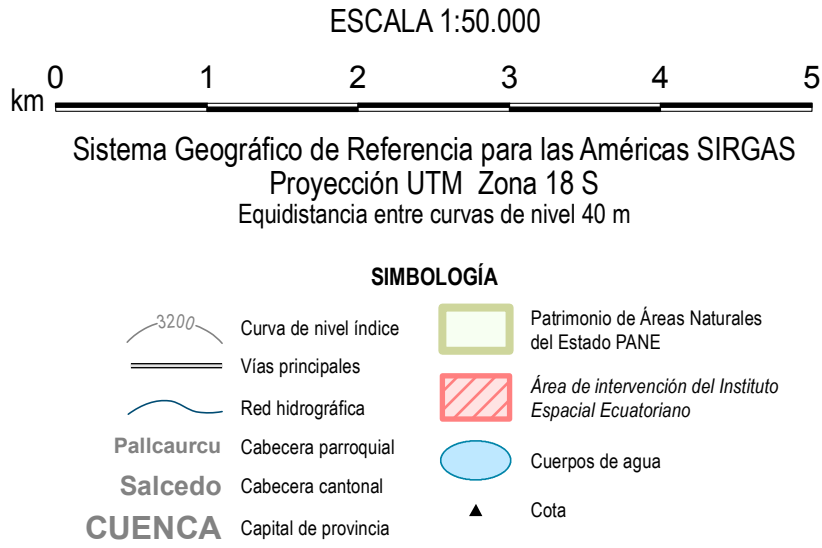 ESCALA 1:50.000
0 1 2 3 4 5
km
Sistema Geográfico de Referencia para las Américas SIRGAS
Proyección UTM Zona 18 S
Equidistancia entre curvas de nivel 40 m
SIMBOLOGÍA
3200
Curva de nivel índice
Vías principales
Red hidrográfica
Pallcaurcu Cabecera parroquial
Salcedo Cabecera cantonal
CUENCA Capital de provincia
Patrimonio de Áreas Naturales
del Estado PANE
Área de intervención del Instituto
Espacial Ecuatoriano
Cuerpos de agua
Cota